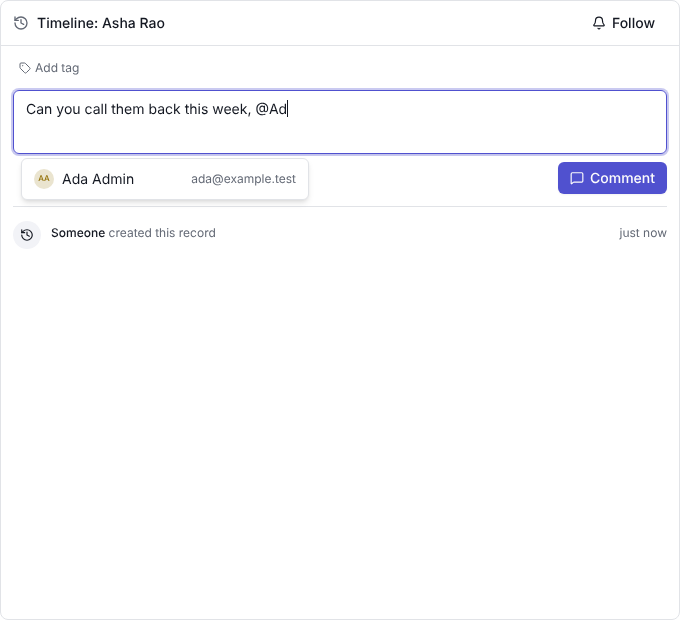 Timeline: Asha Rao
Follow
Add tag
Can you call them back this week, @Ad
AA Ada Admin ada@example.test
Comment
Someone created this record just now